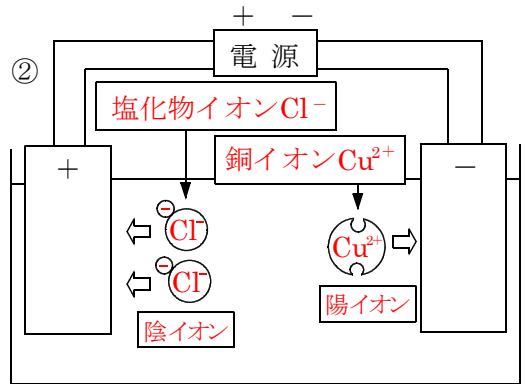 + −
②
電 源
塩化物イオンCl⁻
銅イオンCu²⁺
+
−
− Cl⁻
Cu²⁺
− Cl⁻
陰イオン
陽イオン